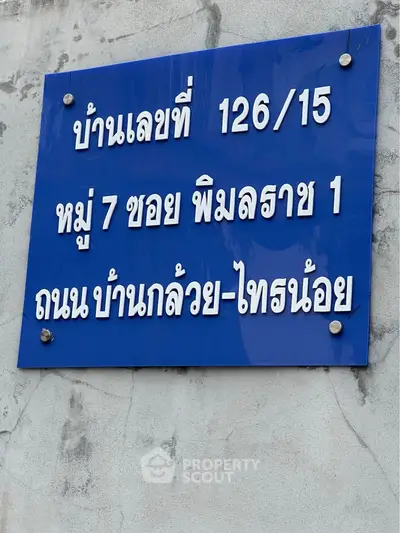 บ้านเลขที่ 126/15
หมู่ 7 ซอย พิมลราช 1
ถนน บ้านกล้วย-ไทรน้อย
PROPERTY
SCOUT